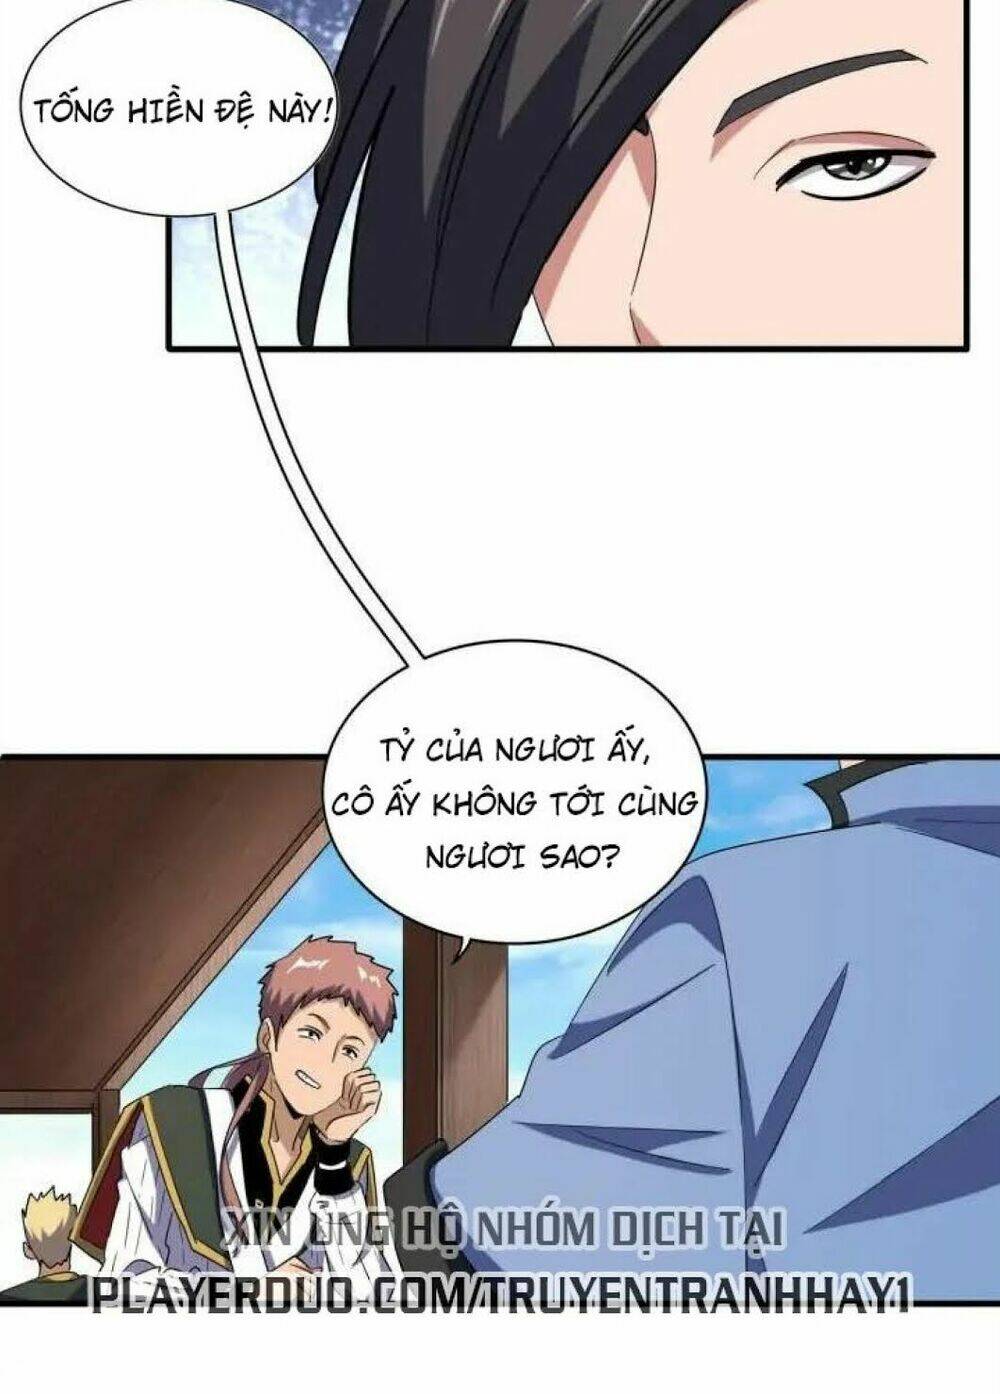 TỐNG HIỀN ĐỆ NÀY!
TỶ CỦA NGƯƠI ẤY,
CÔ ẤY KHÔNG TỚI CÙNG
NGƯƠI SAO?
XIN ỦNG HỘ NHÓM DỊCH TẠI
PLAYERDUO.COM/TRUYENTRANHHAY1